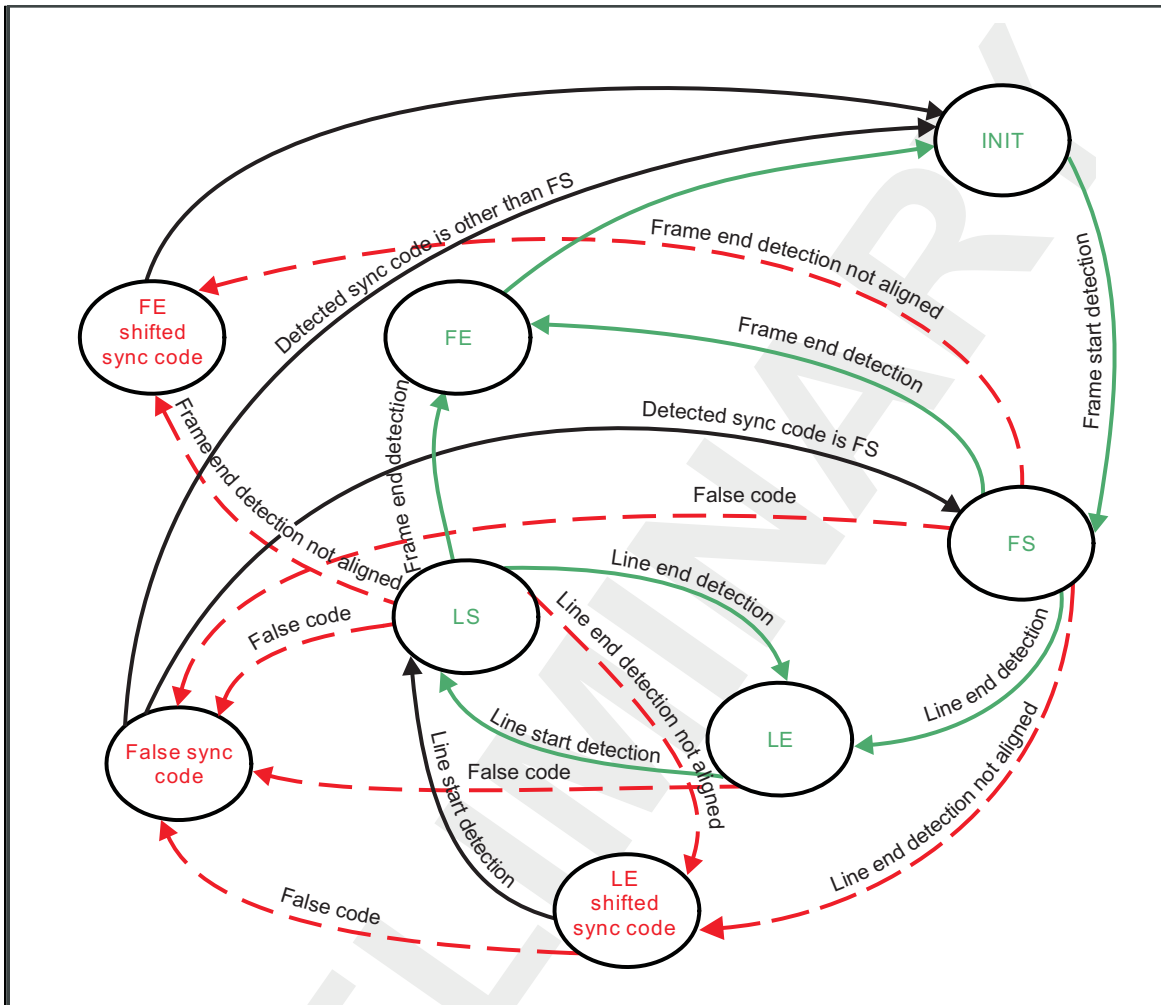 INIT
Detected sync code is other than FS
Frame end detection not aligned
Frame start detection
FE
shifted
sync code
FE
Frame end detection
Frame end detection
Detected sync code is FS
Frame end detection not aligned
False code
FS
Line end detection
Line end detection not aligned
LS
False code
Line end detection
Line end detection not aligned
Line start detection
LE
False code
False sync
code
Line start detection
LE
shifted
sync code
False code
ELIMINARY